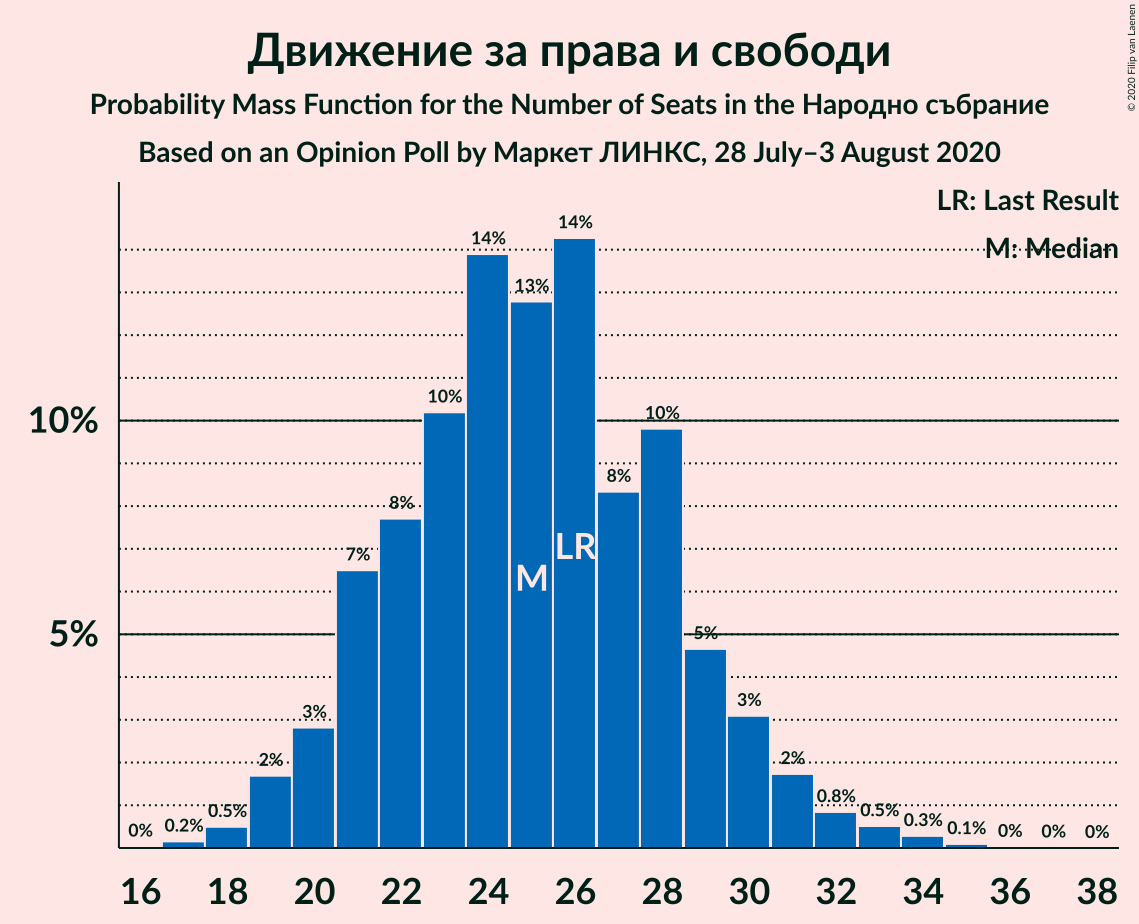 Движение за права и свободи
Probability Mass Function for the Number of Seats in the Народно събрание
Based on an Opinion Poll by Маркет ЛИНКС, 28 July–3 August 2020
© 2020 Filip van Laenen
LR: Last Result
M: Median
10%
5%
0%
0.2%
0.5%
2%
3%
7%
8%
10%
14%
13%
14%
8%
10%
5%
3%
2%
0.8%
0.5%
0.3%
0.1%
0%
0%
0%
M
LR
16 18 20 22 24 26 28 30 32 34 36 38